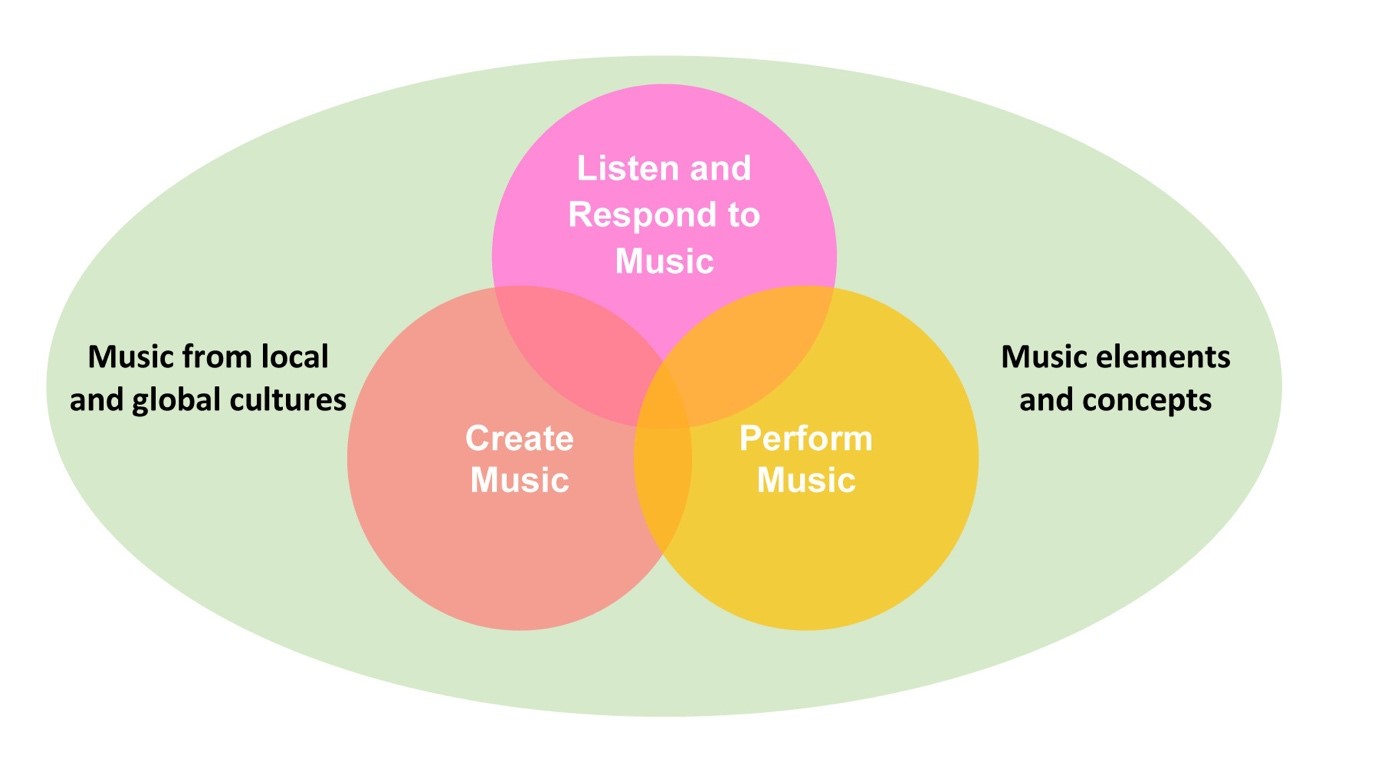 Listen and
Respond to
Music
Music from local
and global cultures
Music elements
and concepts
Create
Music
Perform
Music